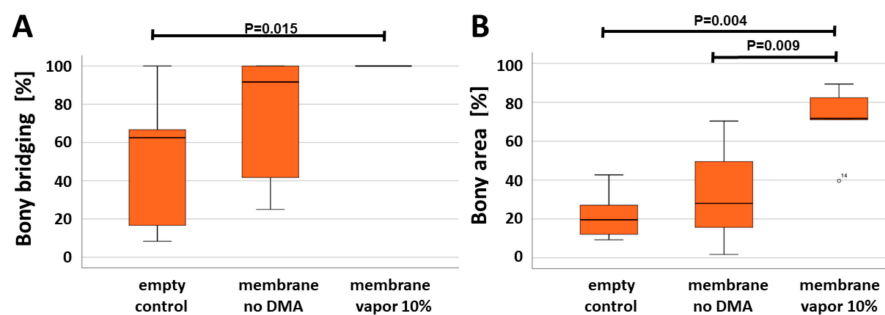 A
P=0.015
Bony bridging [%]
100
80
60
40
20
0
empty control
membrane no DMA
membrane vapor 10%
B
P=0.004
P=0.009
Bony area [%]
100
80
60
40
20
0
14
empty control
membrane no DMA
membrane vapor 10%